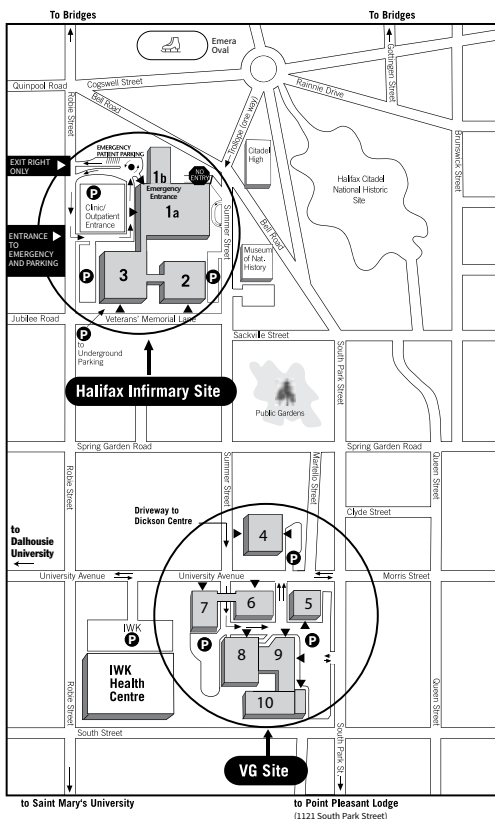 To Bridges
To Bridges
Emera
Oval
Quinpool Road
Cogswell Street
Rainnie Drive
Gottingen Street
Robie Street
Bell Road
Trollope (one way)
Brunswick Street
EMERGENCY
PATIENT PARKING
Citadel
High
EXIT RIGHT
ONLY
NO
ENTRY
1b
Emergency
Entrance
1a
Halifax Citadel
National Historic
Site
P
Clinic/
Outpatient
Entrance
Summer Street
Bell Road
ENTRANCE
TO
EMERGENCY
AND PARKING
Museum
of Nat.
History
P
3
2
P
Jubilee Road
Veterans' Memorial Lane
P
to
Underground
Parking
Sackville Street
South Park Street
Halifax Infirmary Site
Public Gardens
Spring Garden Road
Spring Garden Road
Robie Street
Summer Street
Martello Street
Queen Street
Driveway to
Dickson Centre
Clyde Street
to
Dalhousie
University
4
P
University Avenue
University Avenue
Morris Street
7
6
5
IWK
P
P
P
8
9
IWK
Health
Centre
10
Robie Street
Queen Street
South Street
South Park St.
VG Site
to Saint Mary's University
to Point Pleasant Lodge
(1121 South Park Street)